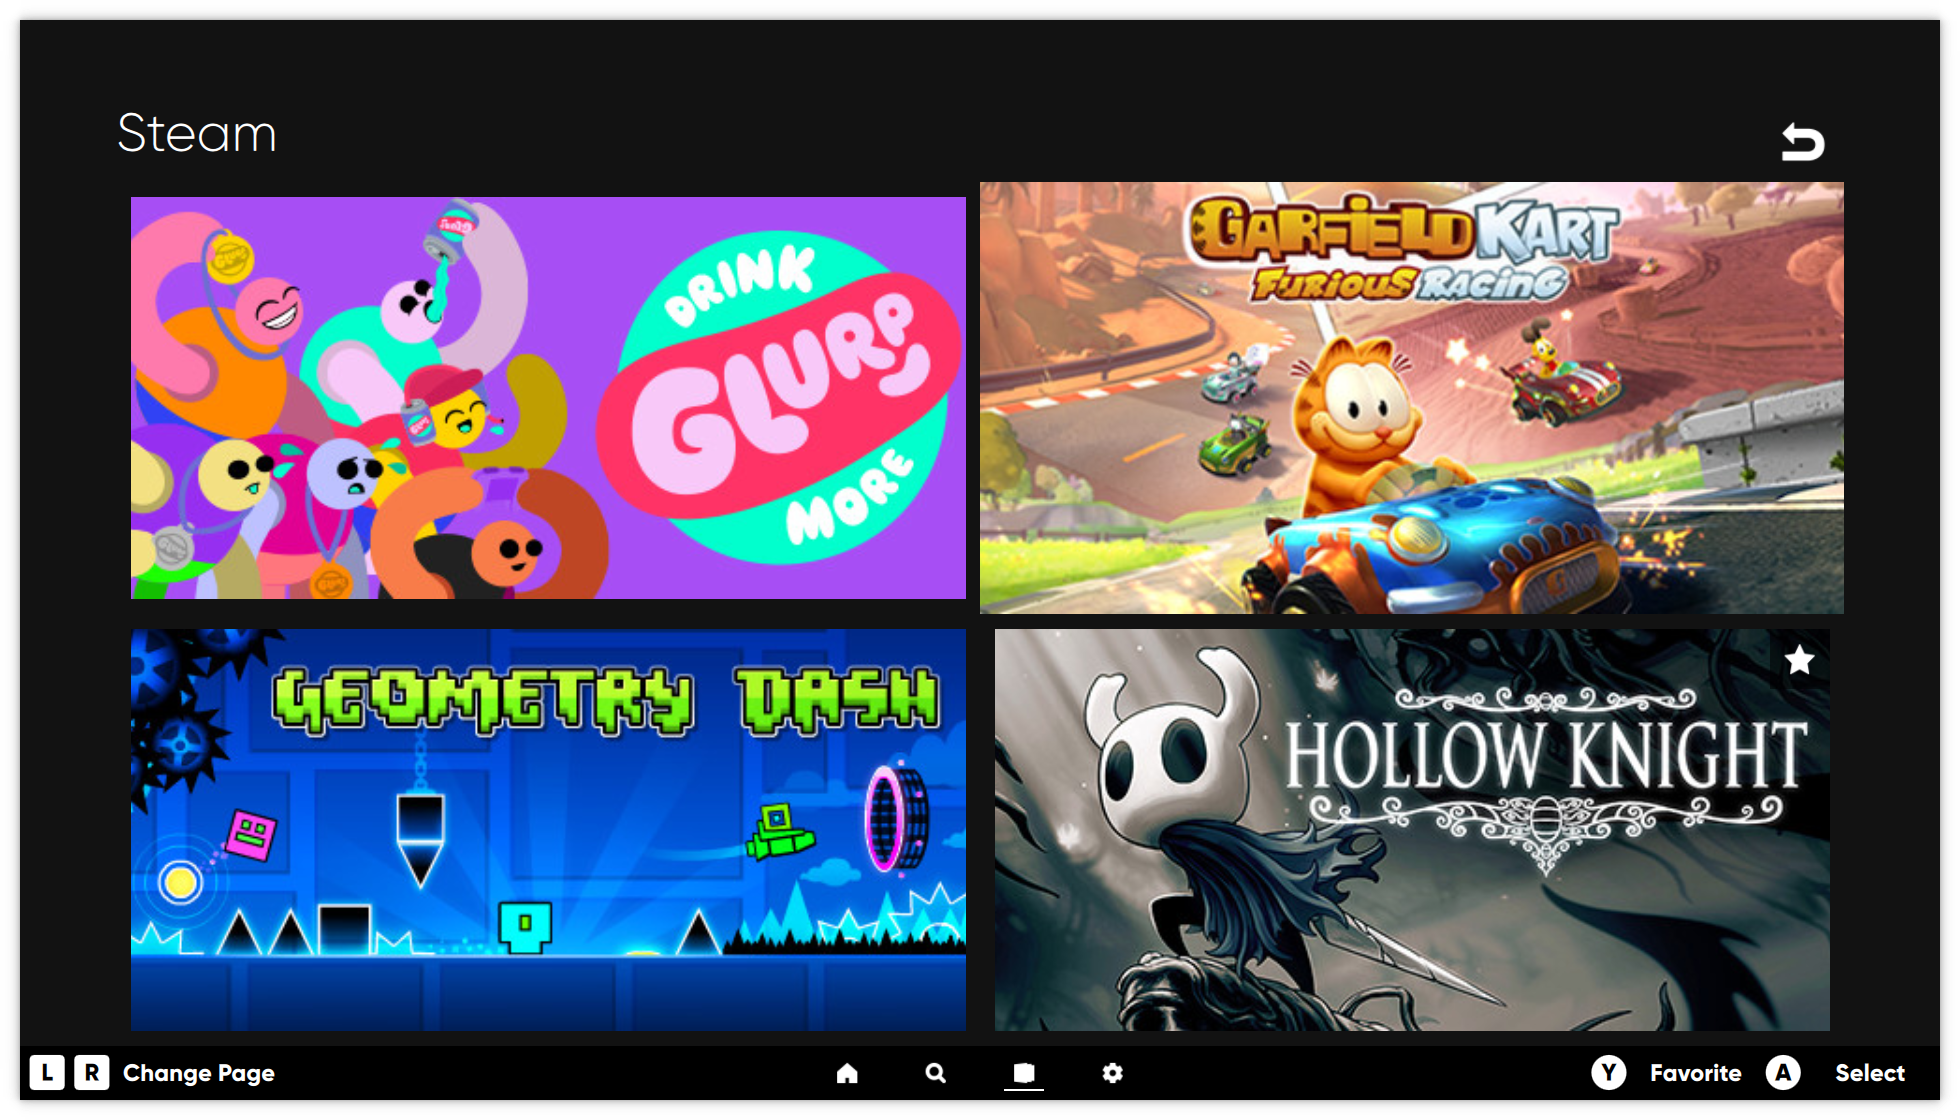 Steam
DRINK
GLURP
MORE
GARFIELD KART
FURIOUS RACING
GEOMETRY DASH
HOLLOW KNIGHT
L R Change Page
Y Favorite A Select